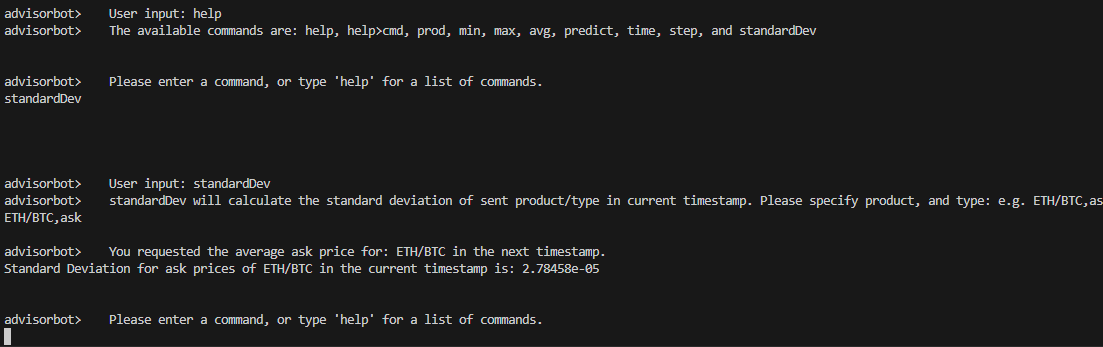 advisorbot> User input: help
advisorbot> The available commands are: help, help>cmd, prod, min, max, avg, predict, time, step, and standardDev
advisorbot> Please enter a command, or type 'help' for a list of commands.
standardDev
advisorbot> User input: standardDev
advisorbot> standardDev will calculate the standard deviation of sent product/type in current timestamp. Please specify product, and type: e.g. ETH/BTC,as
ETH/BTC,ask
advisorbot> You requested the average ask price for: ETH/BTC in the next timestamp.
Standard Deviation for ask prices of ETH/BTC in the current timestamp is: 2.78458e-05
advisorbot> Please enter a command, or type 'help' for a list of commands.